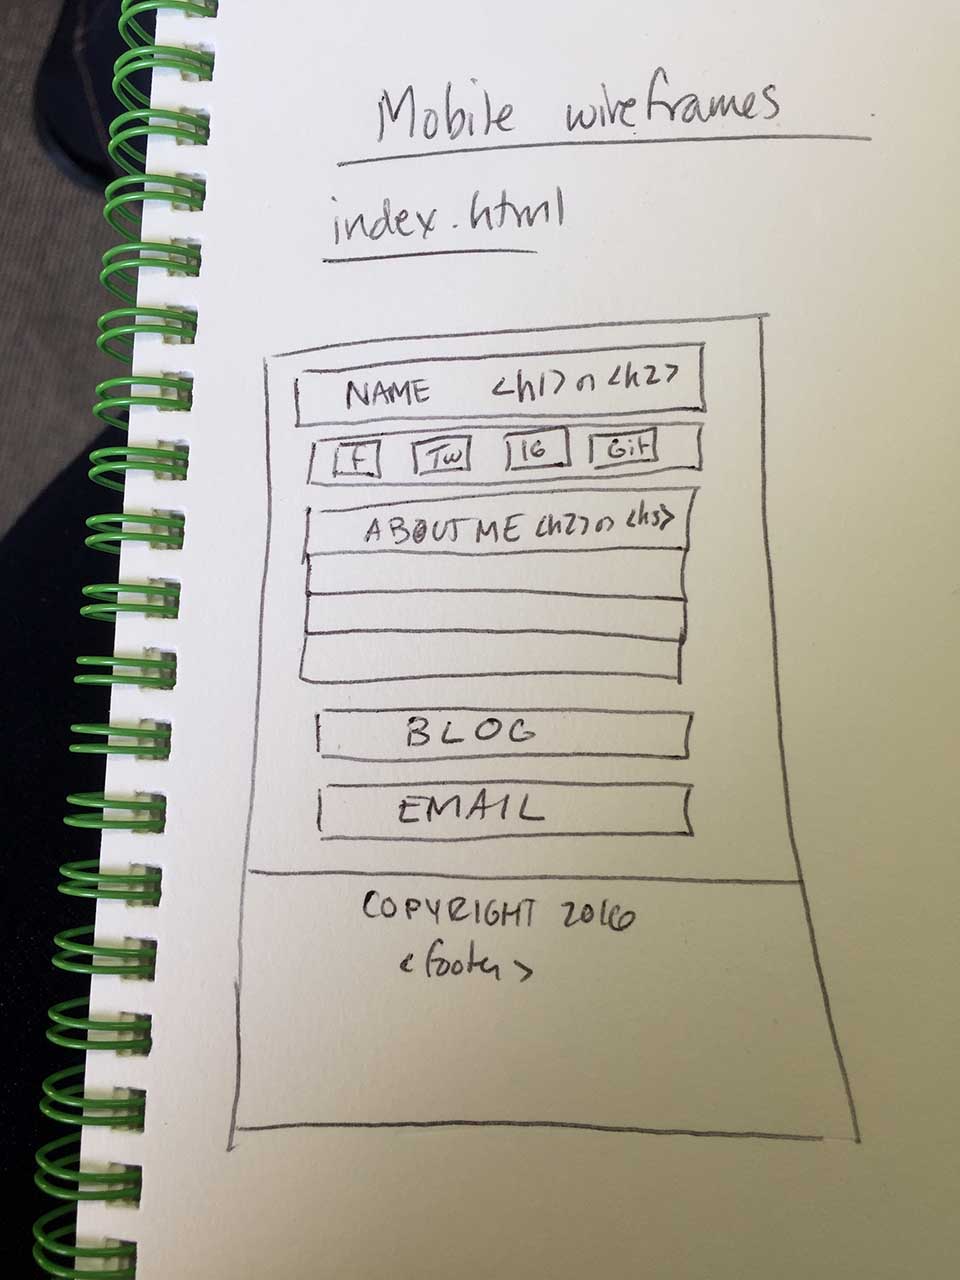 Mobile wireframes
index.html
NAME <h1> or <h2>
F Tw IG Git
ABOUT ME <h2> or <h3>
BLOG
EMAIL
COPYRIGHT 2016
<footer>